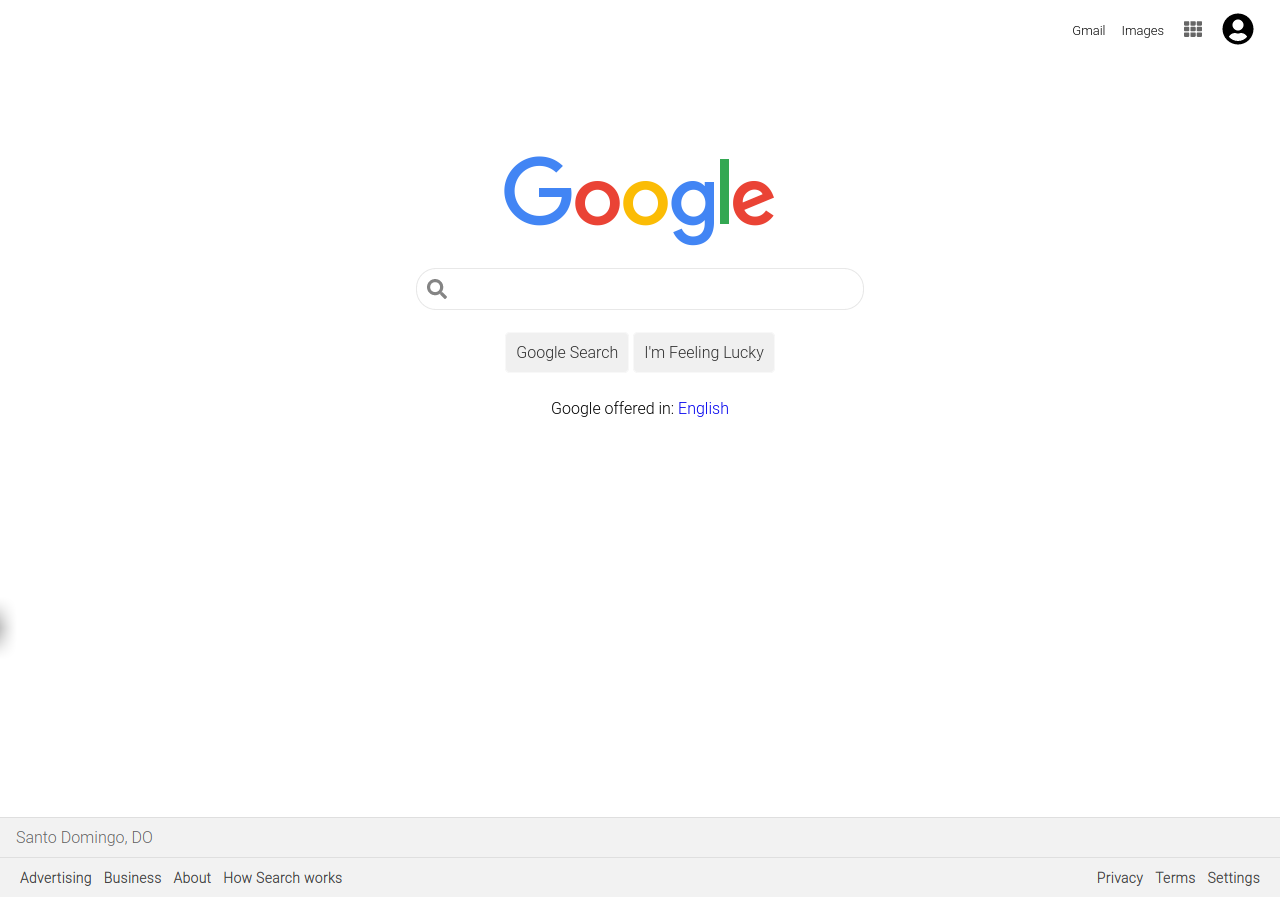 Gmail Images
Google
Google Search I'm Feeling Lucky
Google offered in: English
Santo Domingo, DO
Advertising Business About How Search works Privacy Terms Settings